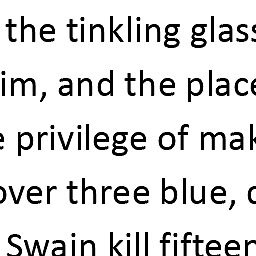 the tinkling glass
im, and the place
privilege of mak
over three blue,
Swain kill fifteen